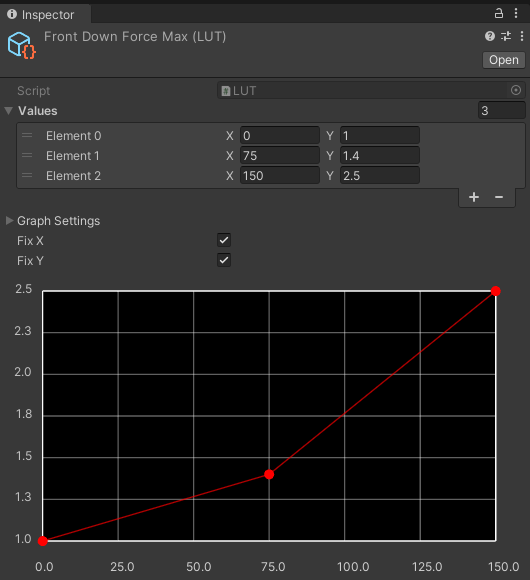 Inspector
Front Down Force Max (LUT)
Open
Script LUT
Values 3
Element 0 X 0 Y 1
Element 1 X 75 Y 1.4
Element 2 X 150 Y 2.5
+ −
Graph Settings
Fix X
Fix Y
2.5
2.3
2.0
1.8
1.5
1.3
1.0
0.0 25.0 50.0 75.0 100.0 125.0 150.0